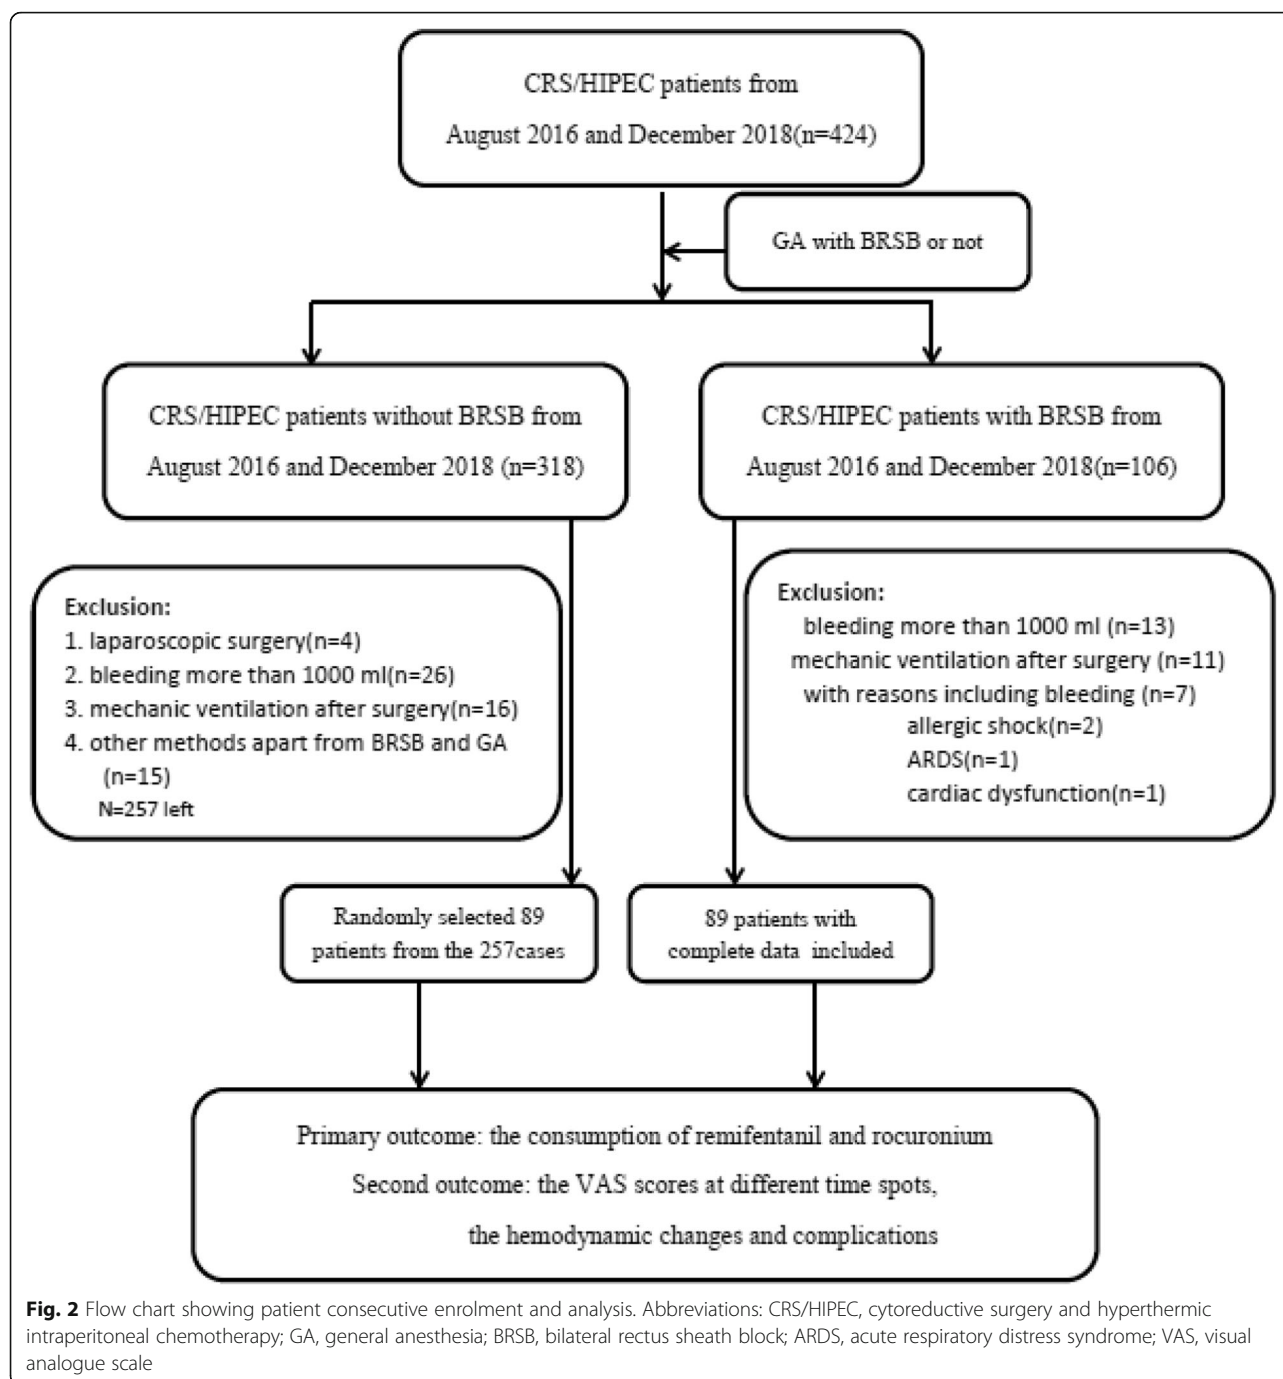 CRS/HIPEC patients from
August 2016 and December 2018(n=424)
GA with BRSB or not
CRS/HIPEC patients without BRSB from
August 2016 and December 2018 (n=318)
CRS/HIPEC patients with BRSB from
August 2016 and December 2018(n=106)
Exclusion:
1. laparoscopic surgery(n=4)
2. bleeding more than 1000 ml(n=26)
3. mechanic ventilation after surgery(n=16)
4. other methods apart from BRSB and GA
(n=15)
N=257 left
Exclusion:
bleeding more than 1000 ml (n=13)
mechanic ventilation after surgery (n=11)
with reasons including bleeding (n=7)
allergic shock(n=2)
ARDS(n=1)
cardiac dysfunction(n=1)
Randomly selected 89
patients from the 257cases
89 patients with
complete data included
Primary outcome: the consumption of remifentanil and rocuronium
Second outcome: the VAS scores at different time spots,
the hemodynamic changes and complications
Fig. 2 Flow chart showing patient consecutive enrolment and analysis. Abbreviations: CRS/HIPEC, cytoreductive surgery and hyperthermic
intraperitoneal chemotherapy; GA, general anesthesia; BRSB, bilateral rectus sheath block; ARDS, acute respiratory distress syndrome; VAS, visual
analogue scale